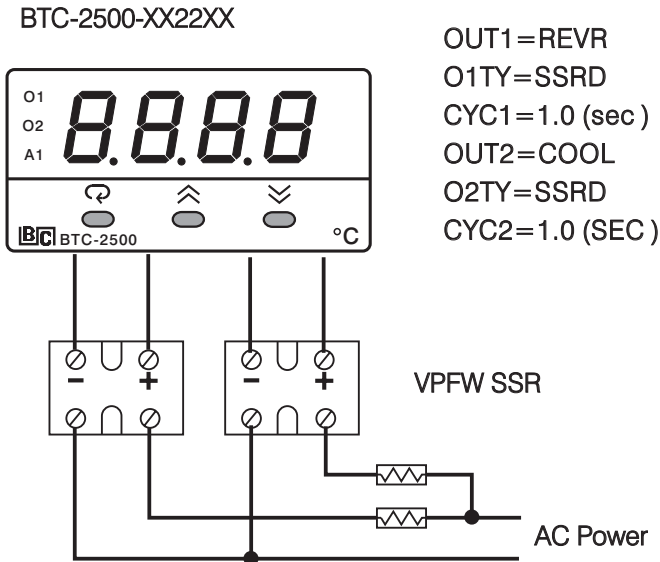 BTC-2500-XX22XX
OUT1=REVR
O1TY=SSRD
CYC1=1.0 (sec )
OUT2=COOL
O2TY=SSRD
CYC2=1.0 (SEC )
O1
O2
A1
8.8.8.8
BC BTC-2500 °C
− + − +
VPFW SSR
AC Power